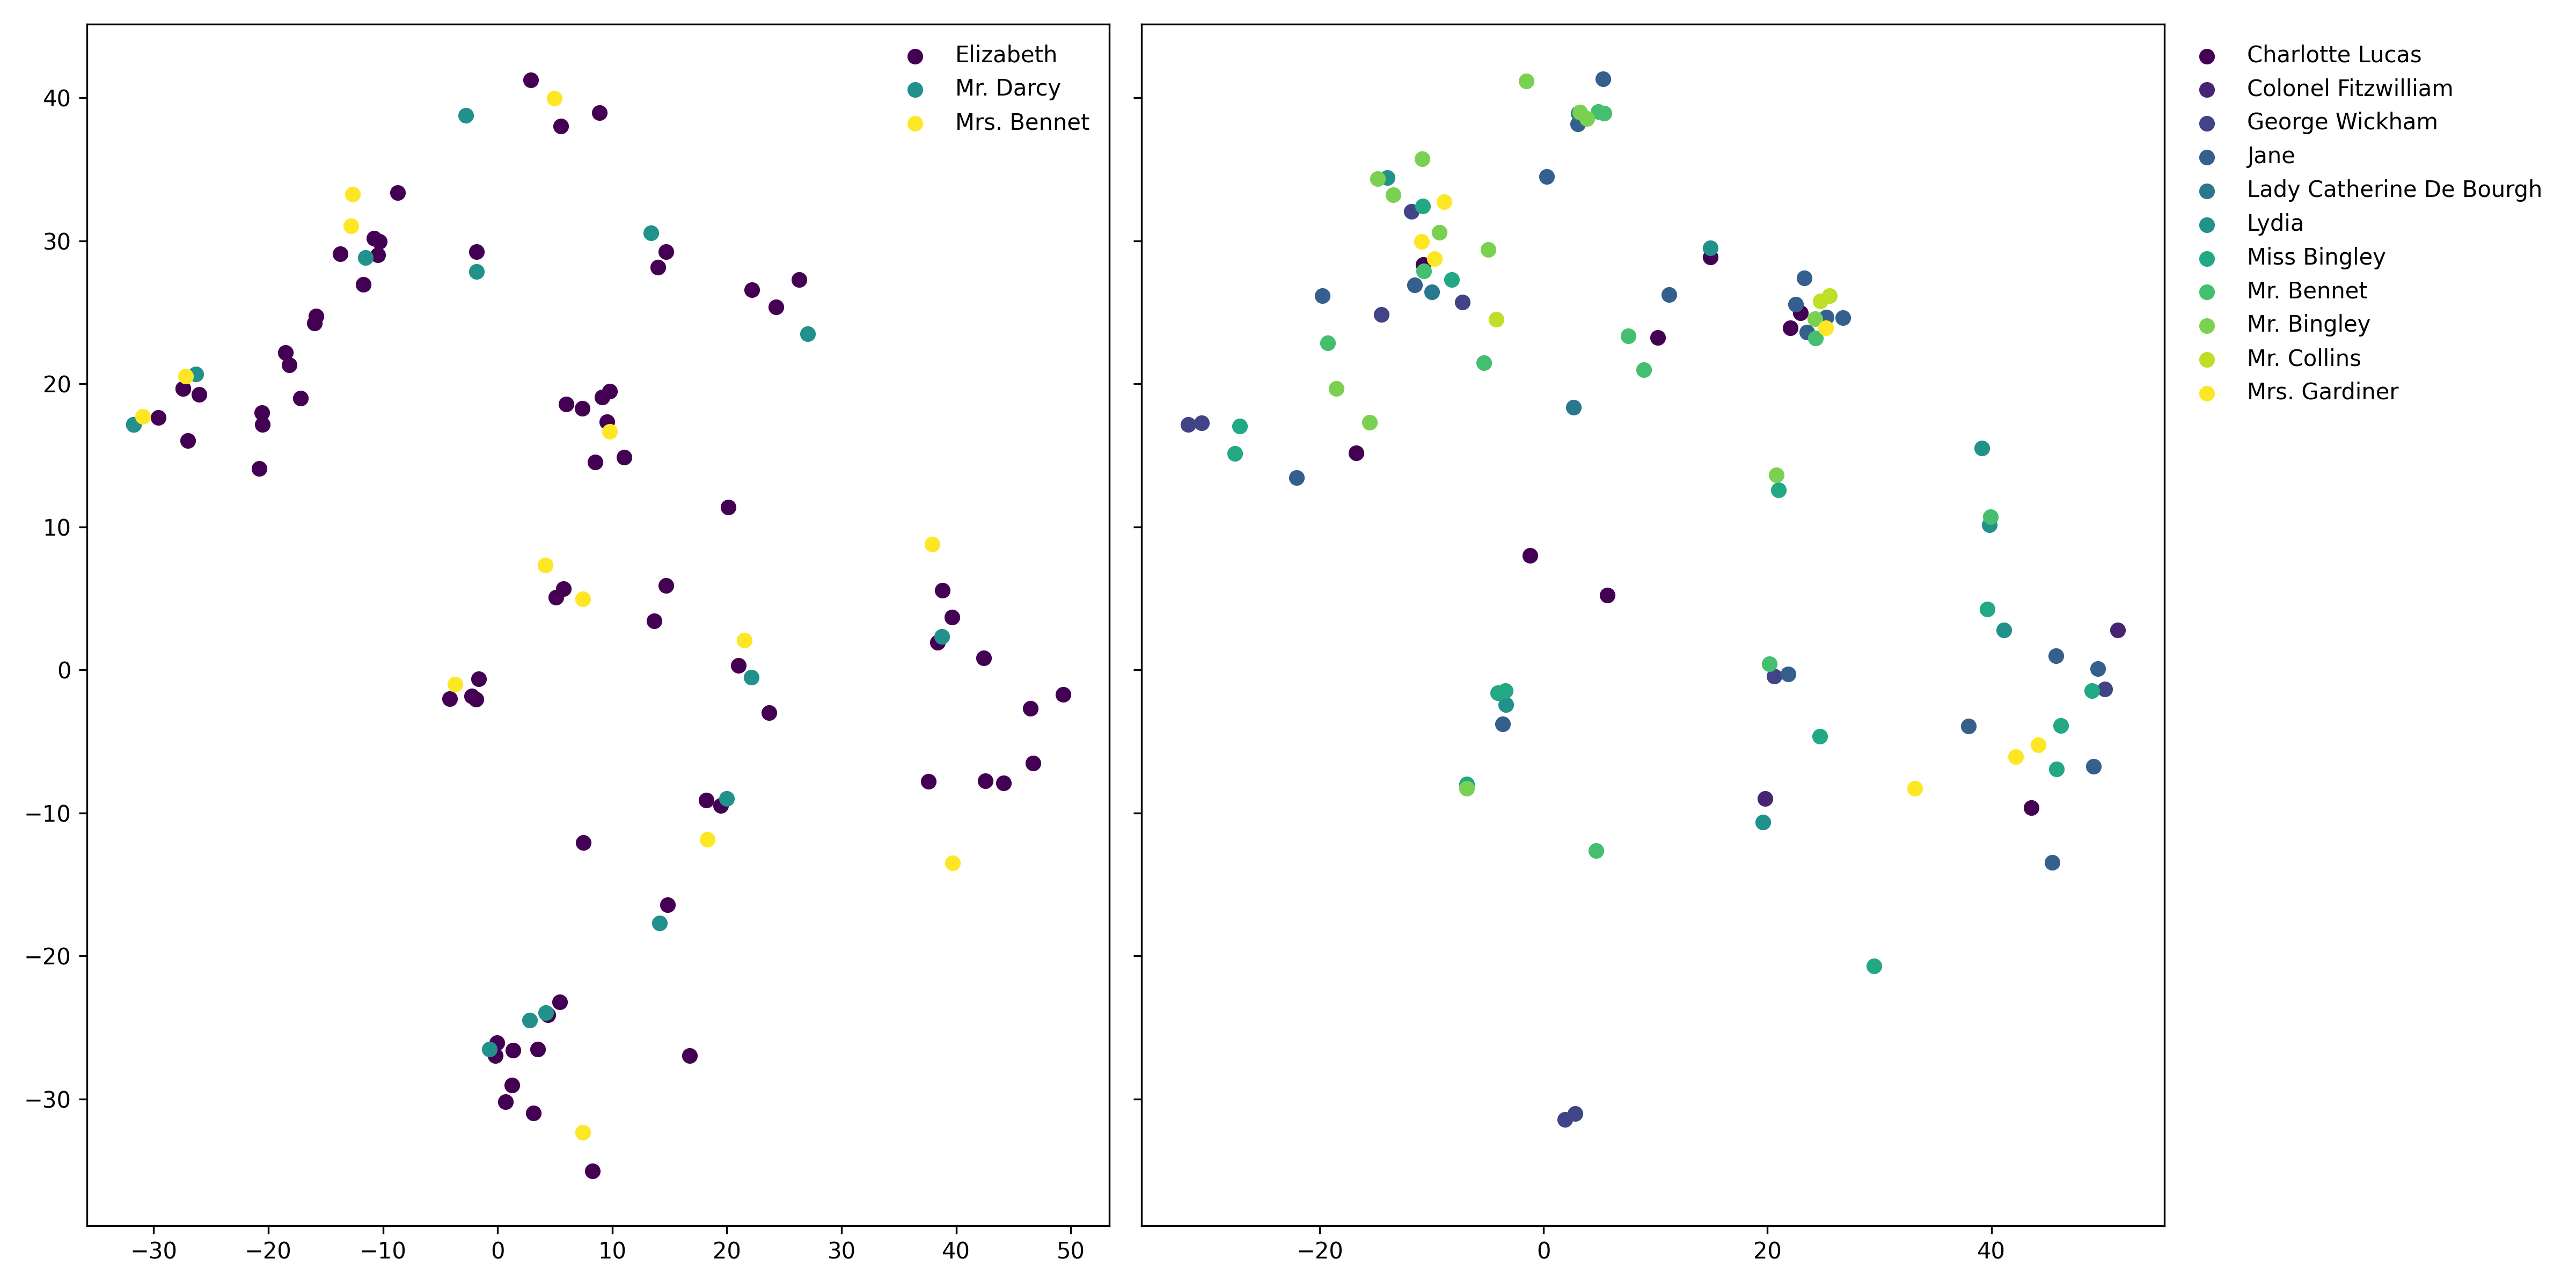 Elizabeth
Mr. Darcy
Mrs. Bennet
40
30
20
10
0
−10
−20
−30
−30 −20 −10 0 10 20 30 40 50
−20 0 20 40
Charlotte Lucas
Colonel Fitzwilliam
George Wickham
Jane
Lady Catherine De Bourgh
Lydia
Miss Bingley
Mr. Bennet
Mr. Bingley
Mr. Collins
Mrs. Gardiner